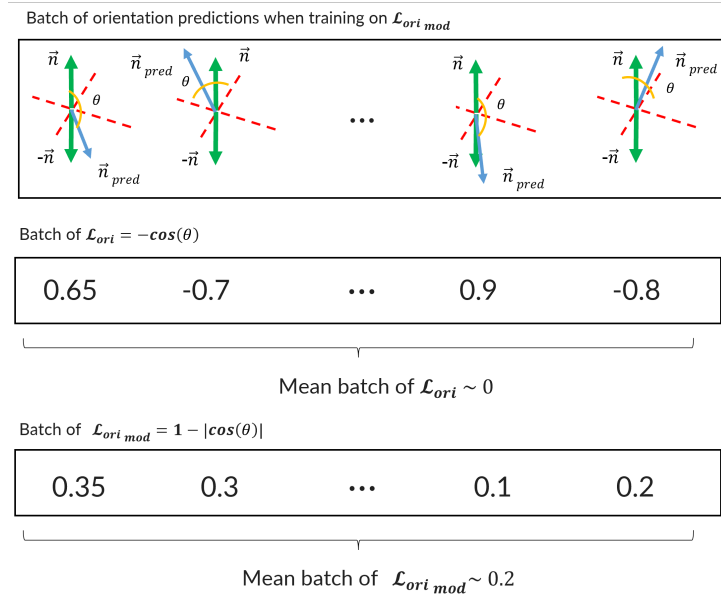 Batch of orientation predictions when training on 𝓛ₒᵣᵢ ₘₒd
n⃗ n⃗ pred n⃗ n⃗ n⃗ n⃗ pred
θ θ ... θ θ
-n⃗ n⃗ pred -n⃗ -n⃗ n⃗ pred -n⃗
Batch of 𝓛ori = −cos(θ)
0.65 -0.7 ... 0.9 -0.8
Mean batch of 𝓛ori ~ 0
Batch of 𝓛ori mod = 1 − |cos(θ)|
0.35 0.3 ... 0.1 0.2
Mean batch of 𝓛ori mod ~ 0.2